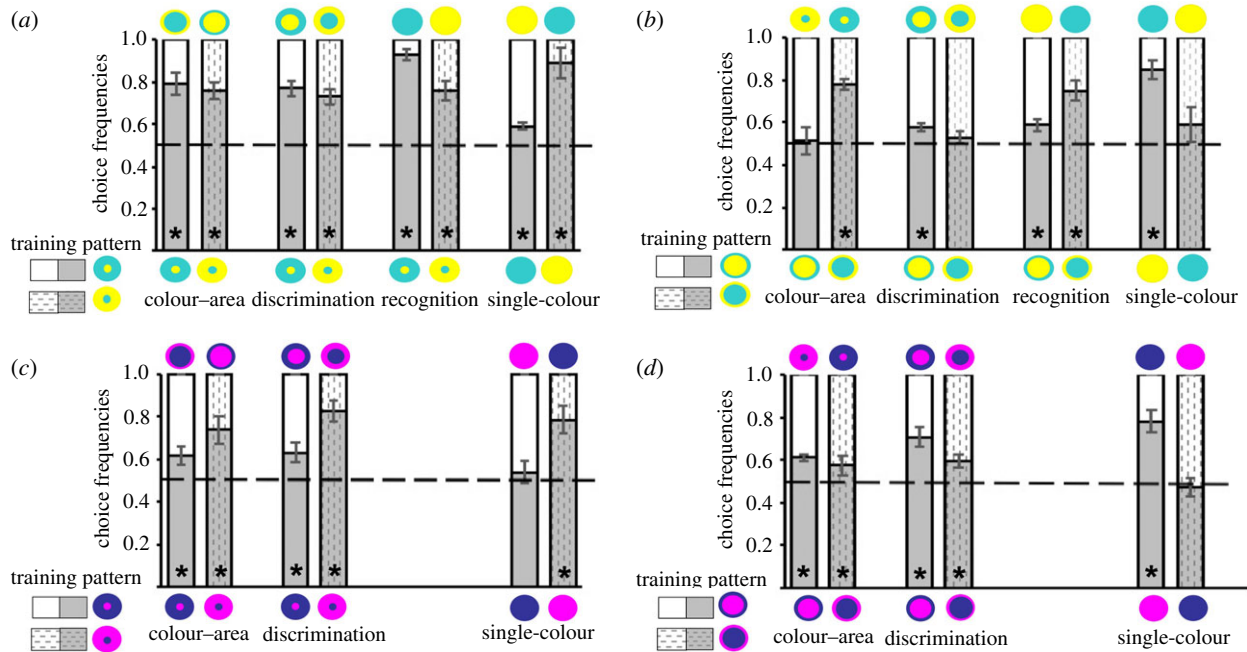 (a)
1.0
0.8
0.6
0.4
0.2
choice frequencies
* * * * * * * *
training pattern
colour–area discrimination recognition single-colour
(b)
1.0
0.8
0.6
0.4
0.2
choice frequencies
* * * * *
training pattern
colour–area discrimination recognition single-colour
(c)
1.0
0.8
0.6
0.4
0.2
choice frequencies
* * * * *
training pattern
colour–area discrimination single-colour
(d)
1.0
0.8
0.6
0.4
0.2
choice frequencies
* * * * *
training pattern
colour–area discrimination single-colour